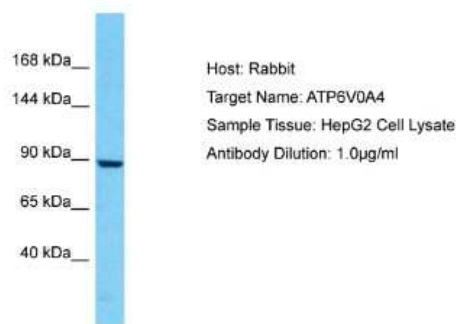 168 kDa
144 kDa
90 kDa
65 kDa
40 kDa
Host: Rabbit
Target Name: ATP6V0A4
Sample Tissue: HepG2 Cell Lysate
Antibody Dilution: 1.0µg/ml